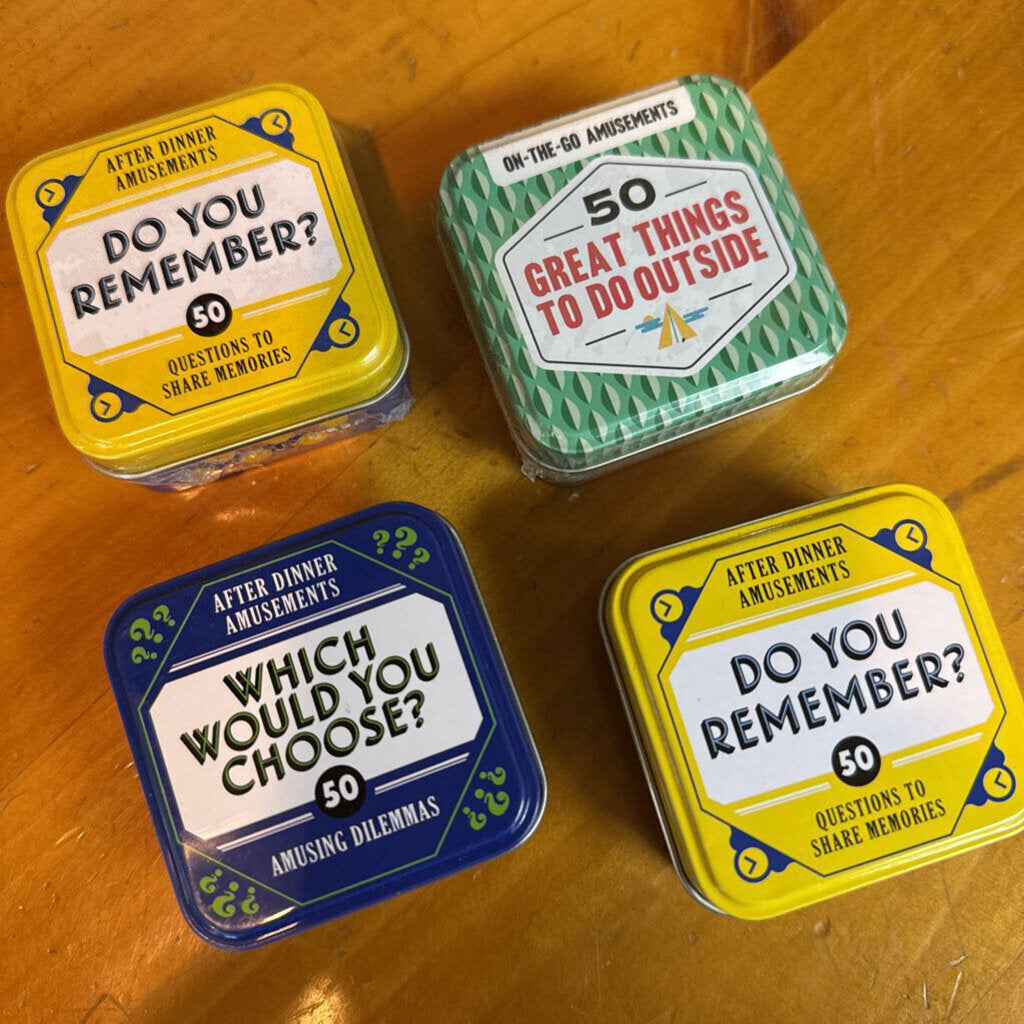 AFTER DINNER
AMUSEMENTS
DO YOU
REMEMBER?
50
QUESTIONS TO
SHARE MEMORIES
ON-THE-GO AMUSEMENTS
50
GREAT THINGS
TO DO OUTSIDE
AFTER DINNER
AMUSEMENTS
WHICH
WOULD YOU
CHOOSE?
50
AMUSING DILEMMAS
AFTER DINNER
AMUSEMENTS
DO YOU
REMEMBER?
50
QUESTIONS TO
SHARE MEMORIES